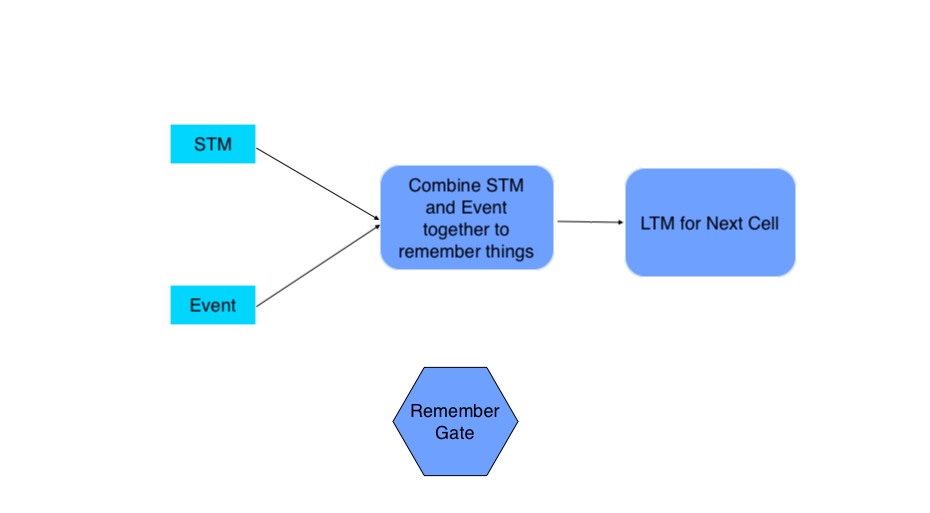 STM
Combine STM
and Event
together to
remember things
LTM for Next Cell
Event
Remember
Gate